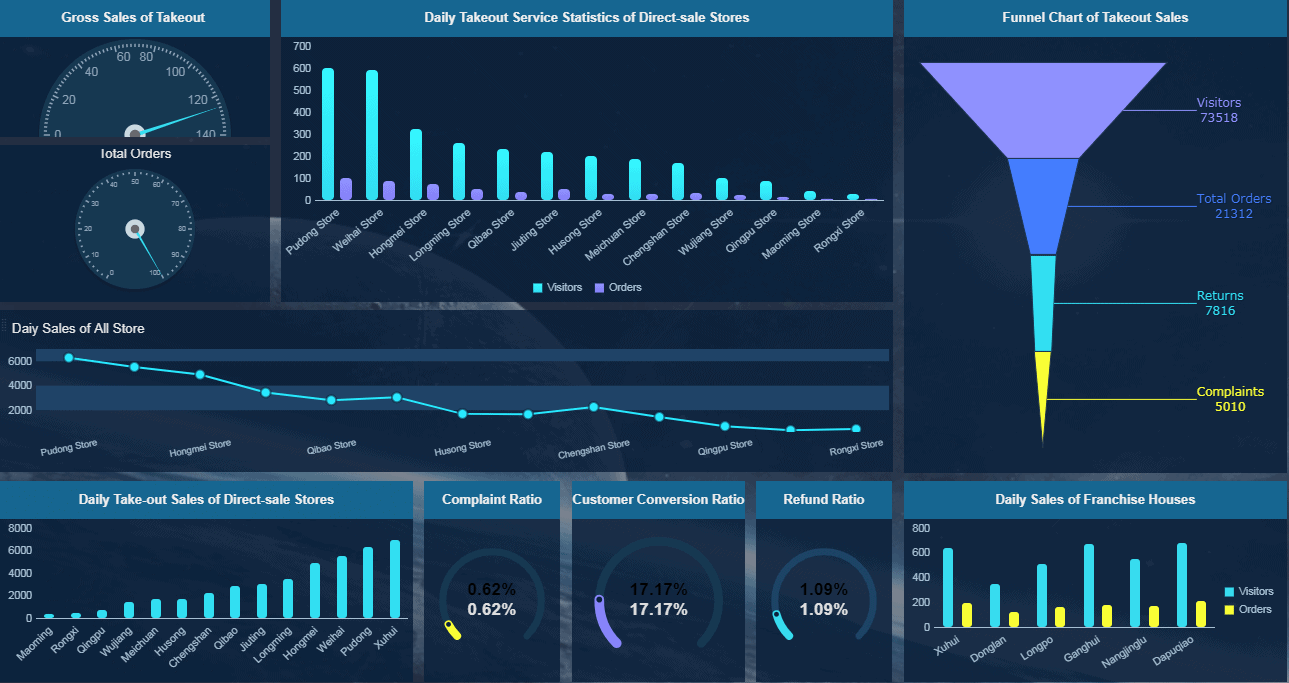 Gross Sales of Takeout
0
20
40
60
80
100
120
140
Total Orders
0
10
20
30
40
50
60
70
80
90
100
Daily Takeout Service Statistics of Direct-sale Stores
700
600
500
400
300
200
100
0
Pudong Store
Weihai Store
Hongmei Store
Longming Store
Qibao Store
Jiuting Store
Husong Store
Meichuan Store
Chengshan Store
Wujiang Store
Qingpu Store
Maoming Store
Rongxi Store
Visitors
Orders
Funnel Chart of Takeout Sales
Visitors
73518
Total Orders
21312
Returns
7816
Complaints
5010
Daiy Sales of All Store
6000
4000
2000
Pudong Store
Hongmei Store
Qibao Store
Husong Store
Chengshan Store
Qingpu Store
Rongxi Store
Daily Take-out Sales of Direct-sale Stores
8000
6000
4000
2000
0
Maoming
Rongxi
Qingpu
Wujiang
Meichuan
Husong
Chengshan
Qibao
Jiuting
Longming
Hongmei
Weihai
Pudong
Xuhui
Complaint Ratio
0.62%
0.62%
Customer Conversion Ratio
17.17%
17.17%
Refund Ratio
1.09%
1.09%
Daily Sales of Franchise Houses
800
600
400
200
0
Xuhui
Donglan
Longpo
Ganghui
Nangjinglu
Dapuqiao
Visitors
Orders